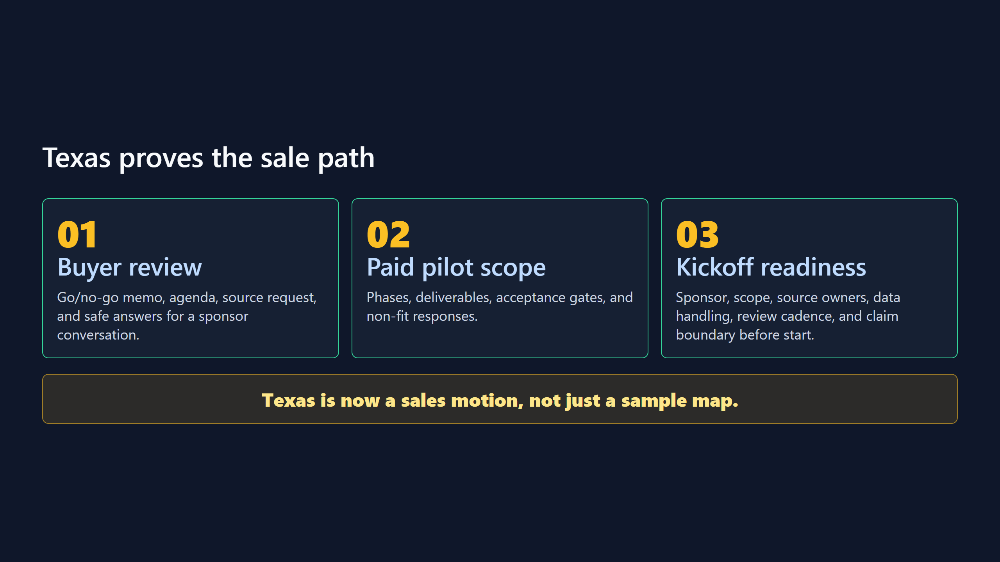 Texas proves the sale path
01
Buyer review
Go/no-go memo, agenda, source request,
and safe answers for a sponsor
conversation.
02
Paid pilot scope
Phases, deliverables, acceptance gates, and
non-fit responses.
03
Kickoff readiness
Sponsor, scope, source owners, data
handling, review cadence, and claim
boundary before start.
Texas is now a sales motion, not just a sample map.